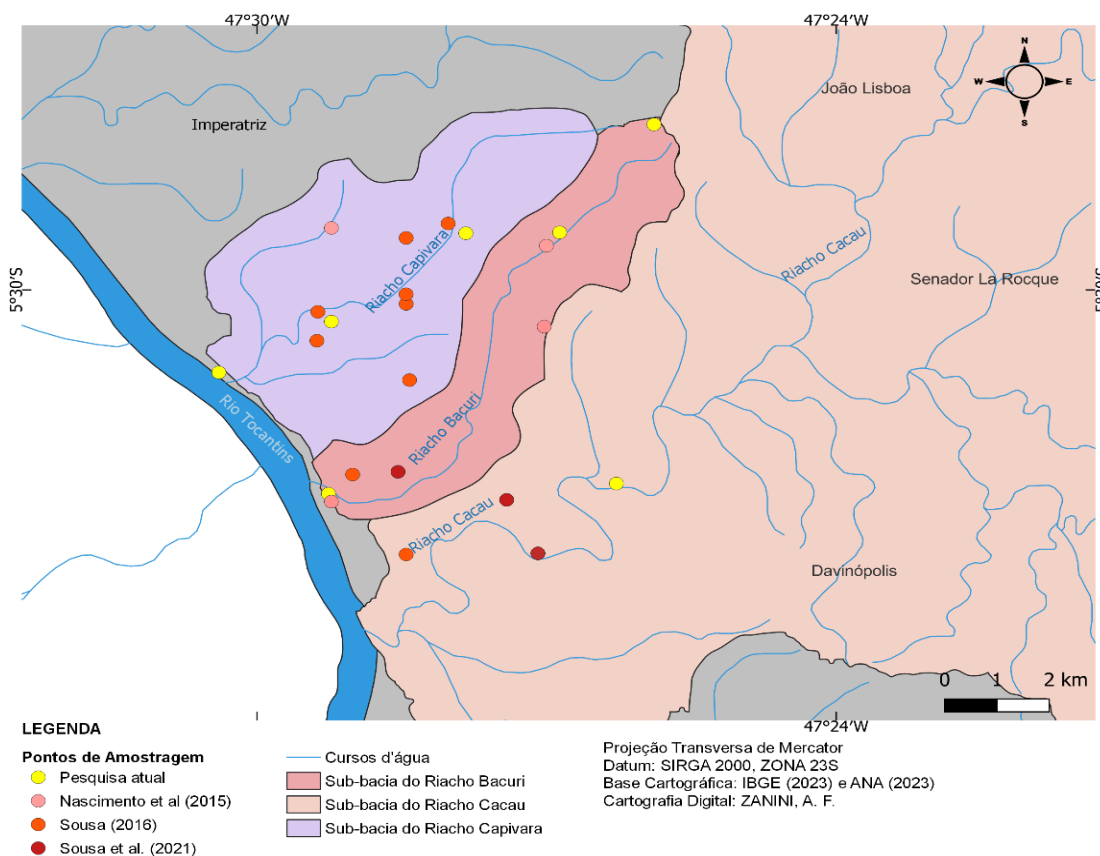 47°30'W
47°24'W
N
W
E
S
João Lisboa
Imperatriz
Riacho Capivara
Riacho Cacau
Senador La Rocque
5°30'S
Rio Tocantins
Riacho Bacuri
Riacho Cacau
Davinópolis
0 1 2 km
47°24'W
LEGENDA
Pontos de Amostragem
Pesquisa atual
Nascimento et al (2015)
Sousa (2016)
Sousa et al. (2021)
Cursos d'água
Sub-bacia do Riacho Bacuri
Sub-bacia do Riacho Cacau
Sub-bacia do Riacho Capivara
Projeção Transversa de Mercator
Datum: SIRGA 2000, ZONA 23S
Base Cartográfica: IBGE (2023) e ANA (2023)
Cartografia Digital: ZANINI, A. F.